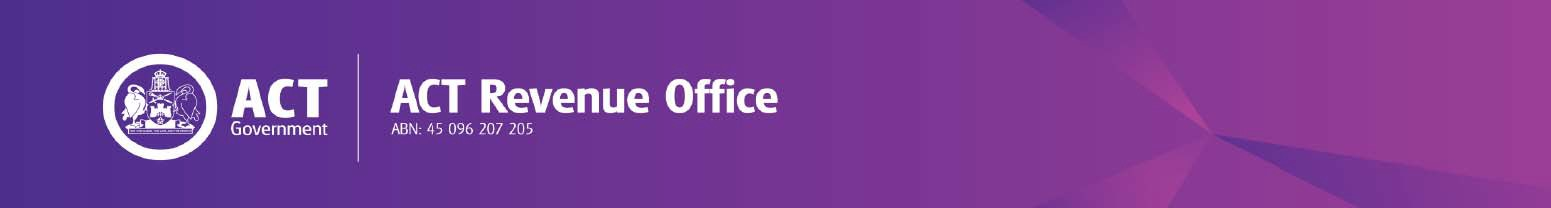 ACT
Government
ACT Revenue Office
ABN: 45 096 207 205